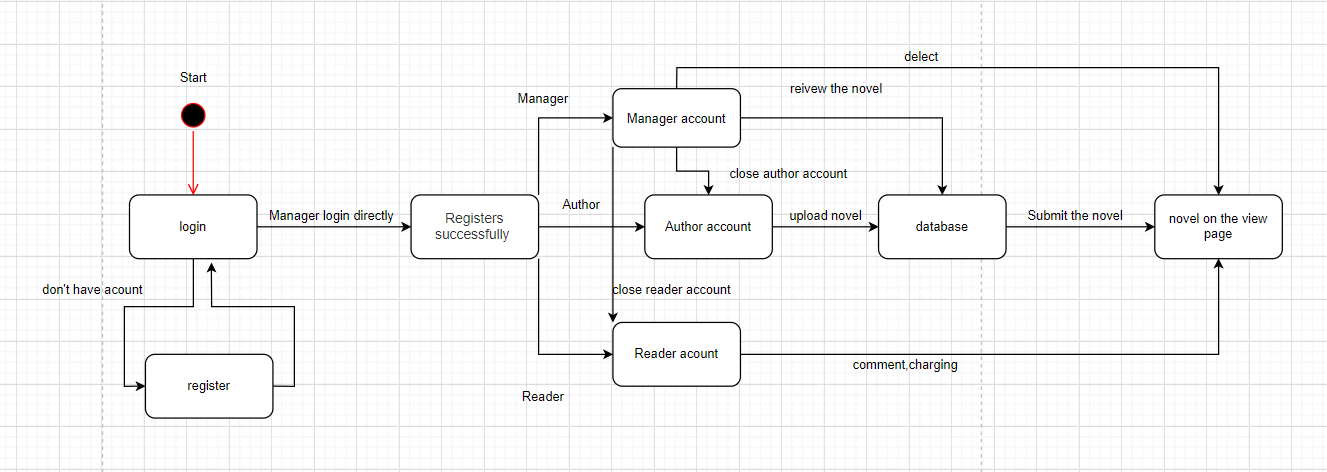 delect
Start
reivew the novel
Manager
Manager account
close author account
Author
login
Manager login directly
Registers
successfully
Author account
upload novel
database
Submit the novel
novel on the view
page
don't have acount
close reader account
Reader acount
comment,charging
register
Reader